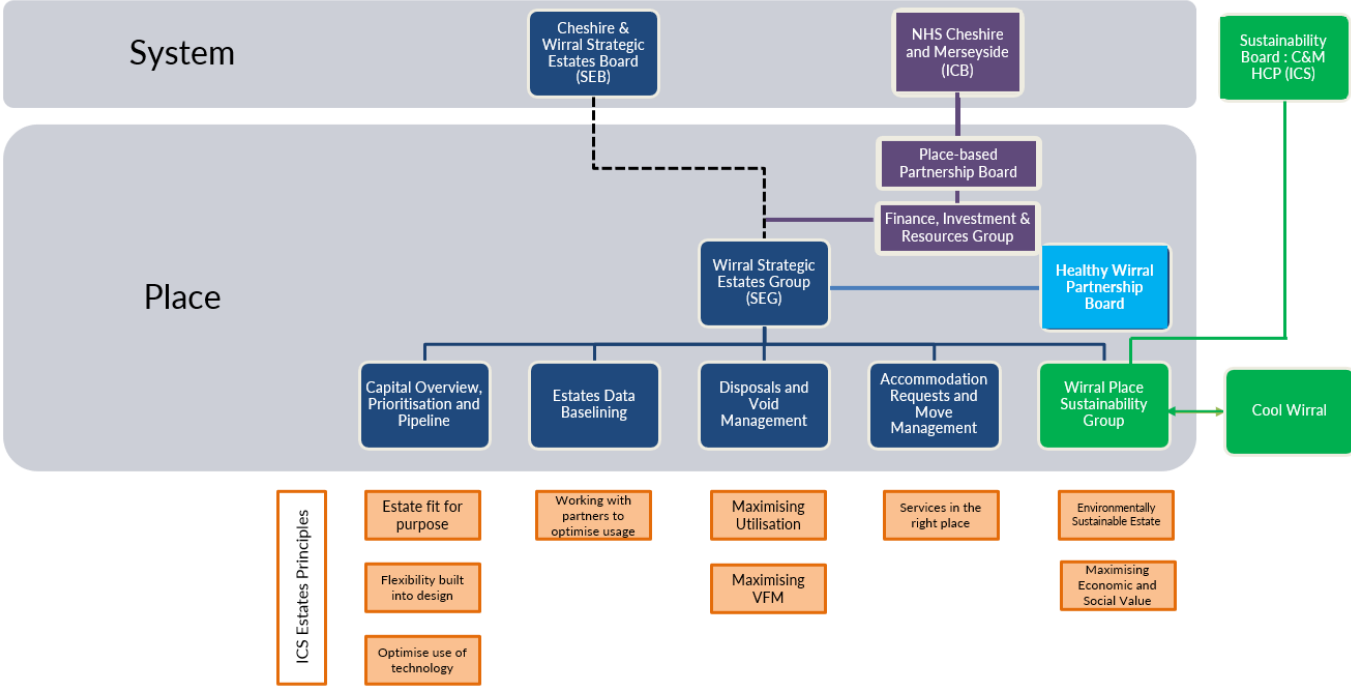 System
Cheshire &
Wirral Strategic
Estates Board
(SEB)
NHS Cheshire
and Merseyside
(ICB)
Sustainability
Board : C&M
HCP (ICS)
Place
Place-based
Partnership Board
Finance, Investment &
Resources Group
Wirral Strategic
Estates Group
(SEG)
Healthy Wirral
Partnership
Board
Capital Overview,
Prioritisation and
Pipeline
Estates Data
Baselining
Disposals and
Void
Management
Accommodation
Requests and
Move
Management
Wirral Place
Sustainability
Group
Cool Wirral
ICS Estates Principles
Estate fit for
purpose
Working with
partners to
optimise usage
Maximising
Utilisation
Services in the
right place
Environmentally
Sustainable Estate
Flexibility built
into design
Maximising
VFM
Maximising
Economic and
Social Value
Optimise use of
technology